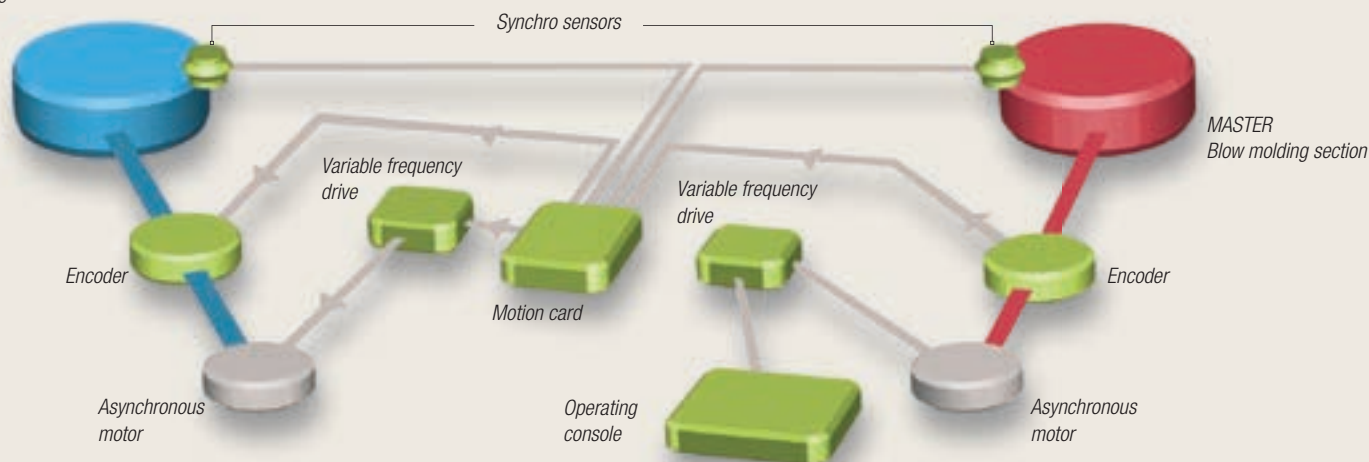 Synchro sensors
MASTER
Blow molding section
Variable frequency
drive
Variable frequency
drive
Encoder
Encoder
Motion card
Asynchronous
motor
Operating
console
Asynchronous
motor